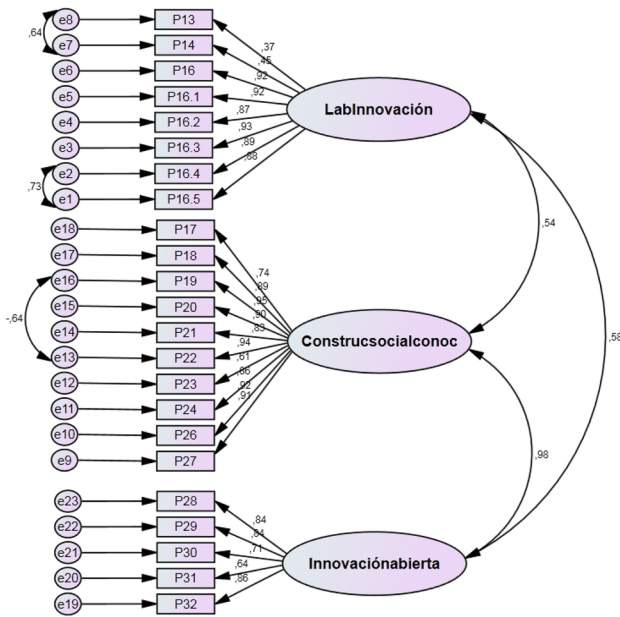 e8 P13
,64
e7 P14
,37
,45
e6 P16
,92
e5 P16.1
,92
LabInnovación
e4 P16.2
,87
e3 P16.3
,93
e2 P16.4
,89
,73
e1 P16.5
,88
,54
e18 P17
e17 P18
,74
e16 P19
,89
-,64
e15 P20
,95
,90
e14 P21
,83
Construcsocialconoc
,58
e13 P22
,94
e12 P23
,61
e11 P24
,86
,92
e10 P26
,91
e9 P27
,98
e23 P28
,84
e22 P29
,84
e21 P30
,71
Innovaciónabierta
e20 P31
,64
e19 P32
,86